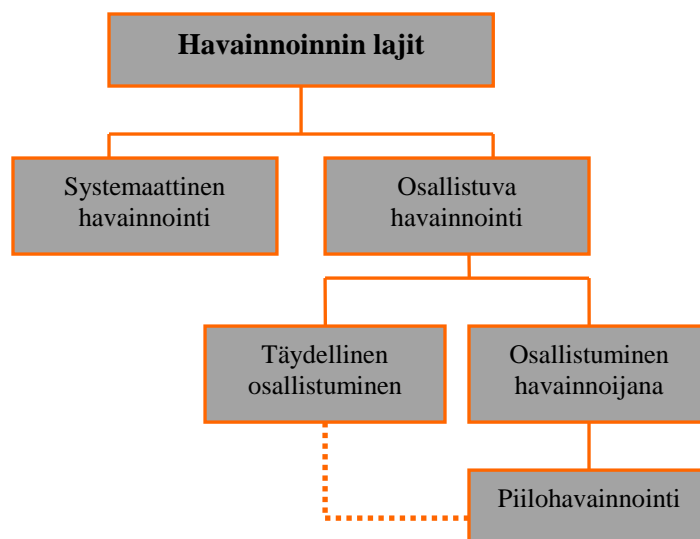 Havainnoinnin lajit
Systemaattinen
havainnointi
Osallistuva
havainnointi
Täydellinen
osallistuminen
Osallistuminen
havainnoijana
Piilohavainnointi